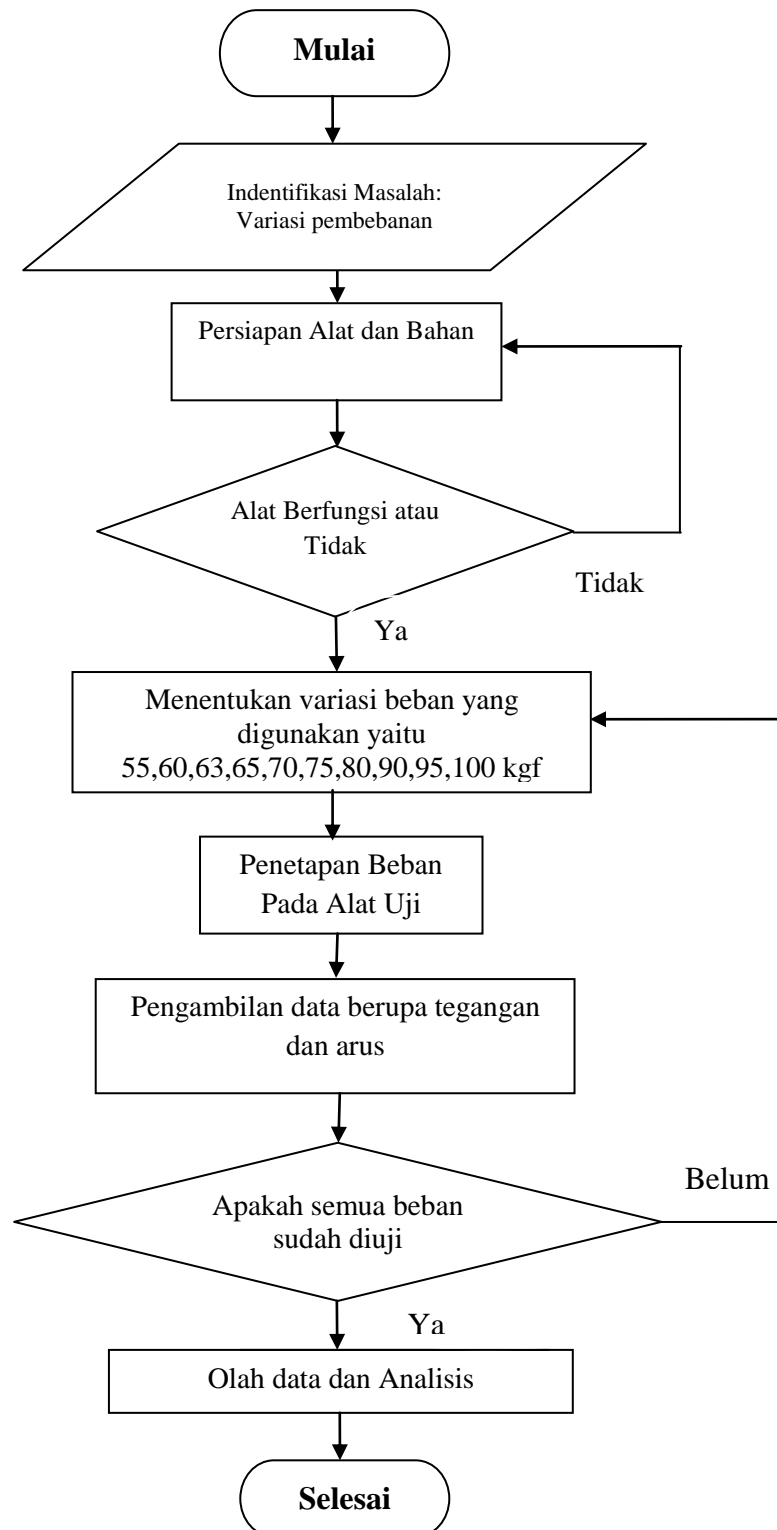 Mulai
Indentifikasi Masalah:
Variasi pembebanan
Persiapan Alat dan Bahan
Alat Berfungsi atau
Tidak
Tidak
Ya
Menentukan variasi beban yang
digunakan yaitu
55,60,63,65,70,75,80,90,95,100 kgf
Penetapan Beban
Pada Alat Uji
Pengambilan data berupa tegangan
dan arus
Belum
Apakah semua beban
sudah diuji
Ya
Olah data dan Analisis
Selesai